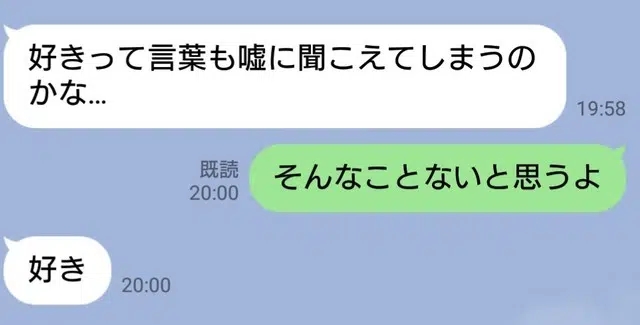 好きって言葉も嘘に聞こえてしまうの
かな…
19:58
既読
20:00
そんなことないと思うよ
好き
20:00